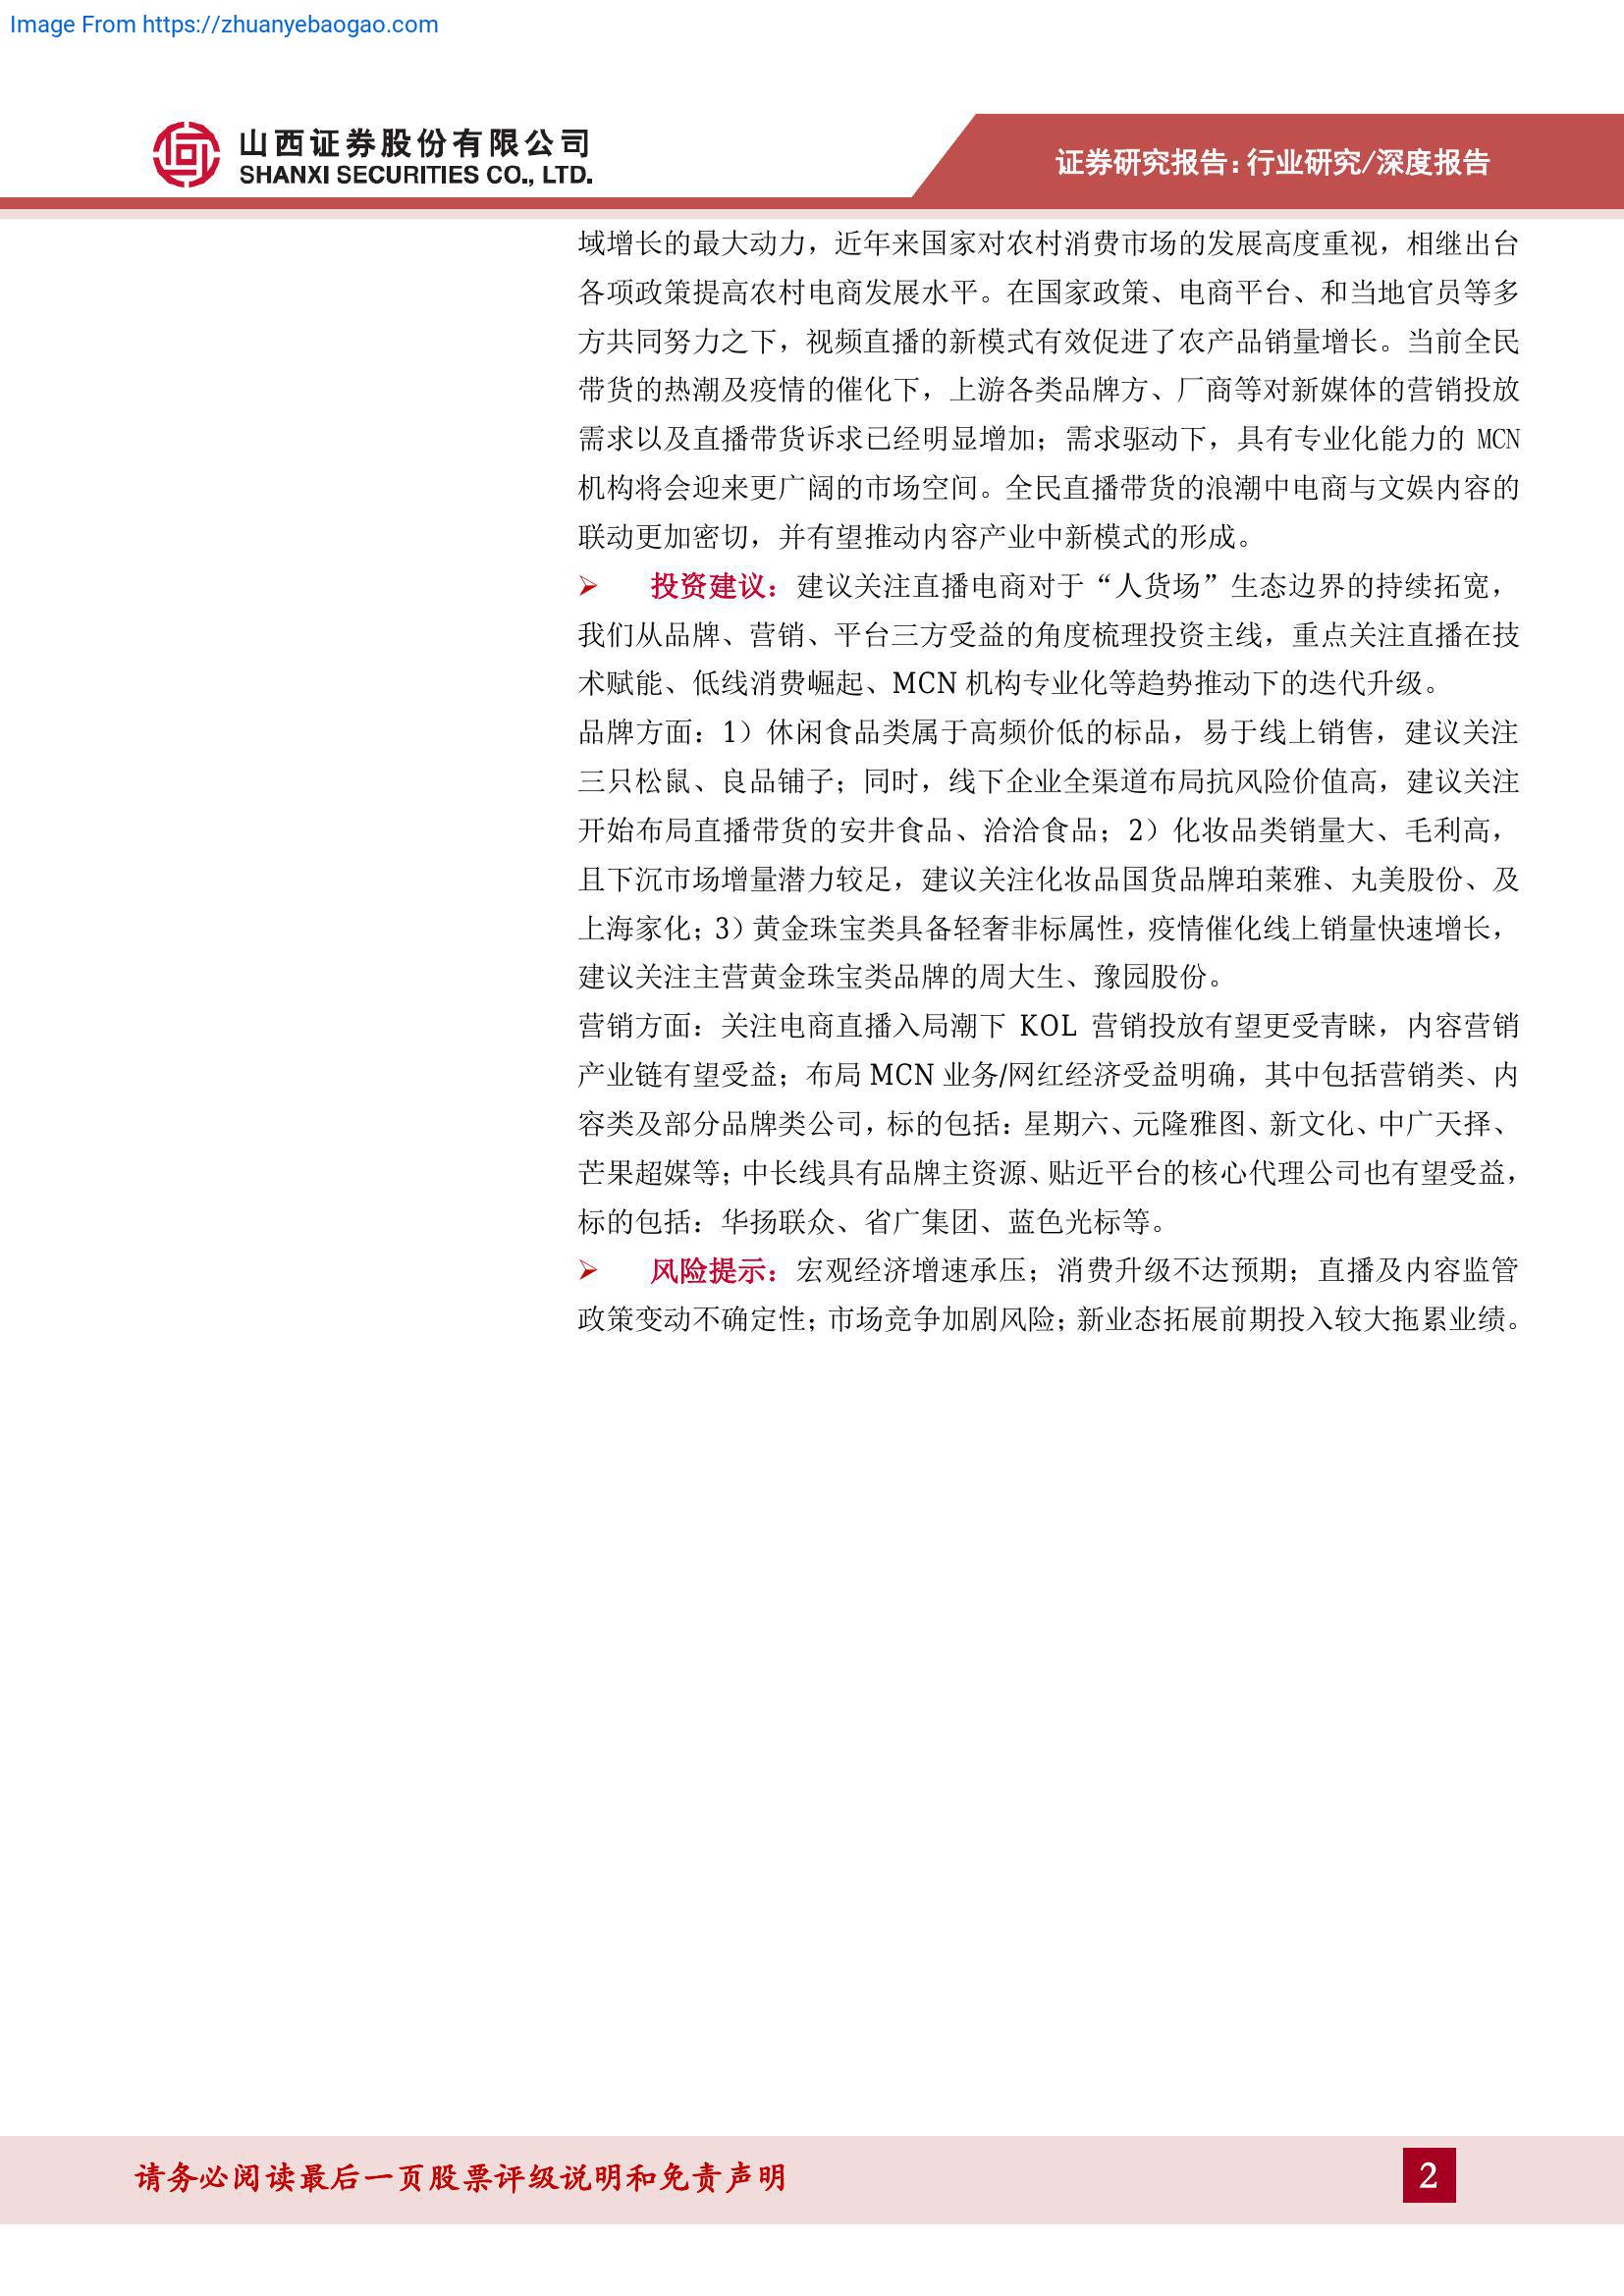 Image From https://zhuanyebaogao.com
山西证券股份有限公司
SHANXI SECURITIES CO., LTD.
证券研究报告：行业研究/深度报告
域增长的最大动力，近年来国家对农村消费市场的发展高度重视，相继出台
各项政策提高农村电商发展水平。在国家政策、电商平台、和当地官员等多
方共同努力之下，视频直播的新模式有效促进了农产品销量增长。当前全民
带货的热潮及疫情的催化下，上游各类品牌方、厂商等对新媒体的营销投放
需求以及直播带货诉求已经明显增加；需求驱动下，具有专业化能力的 MCN
机构将会迎来更广阔的市场空间。全民直播带货的浪潮中电商与文娱内容的
联动更加密切，并有望推动内容产业中新模式的形成。
➢ 投资建议：建议关注直播电商对于“人货场”生态边界的持续拓宽，
我们从品牌、营销、平台三方受益的角度梳理投资主线，重点关注直播在技
术赋能、低线消费崛起、MCN 机构专业化等趋势推动下的迭代升级。
品牌方面：1）休闲食品类属于高频价低的标品，易于线上销售，建议关注
三只松鼠、良品铺子；同时，线下企业全渠道布局抗风险价值高，建议关注
开始布局直播带货的安井食品、洽洽食品；2）化妆品类销量大、毛利高，
且下沉市场增量潜力较足，建议关注化妆品国货品牌珀莱雅、丸美股份、及
上海家化；3）黄金珠宝类具备轻奢非标属性，疫情催化线上销量快速增长，
建议关注主营黄金珠宝类品牌的周大生、豫园股份。
营销方面：关注电商直播入局潮下 KOL 营销投放有望更受青睐，内容营销
产业链有望受益；布局 MCN 业务/网红经济受益明确，其中包括营销类、内
容类及部分品牌类公司，标的包括：星期六、元隆雅图、新文化、中广天择、
芒果超媒等；中长线具有品牌主资源、贴近平台的核心代理公司也有望受益，
标的包括：华扬联众、省广集团、蓝色光标等。
➢ 风险提示：宏观经济增速承压；消费升级不达预期；直播及内容监管
政策变动不确定性；市场竞争加剧风险；新业态拓展前期投入较大拖累业绩。
请务必阅读最后一页股票评级说明和免责声明
2